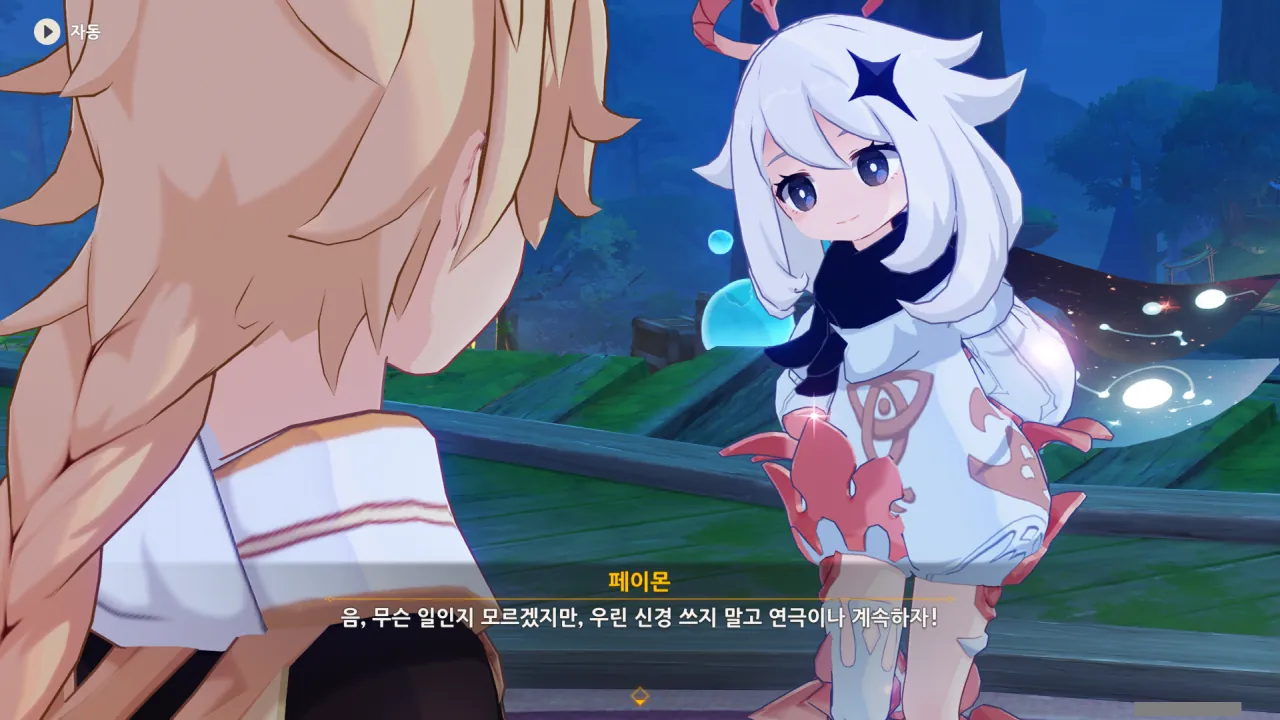 자동
페이몬
음, 무슨 일인지 모르겠지만, 우린 신경 쓰지 말고 연극이나 계속하자!